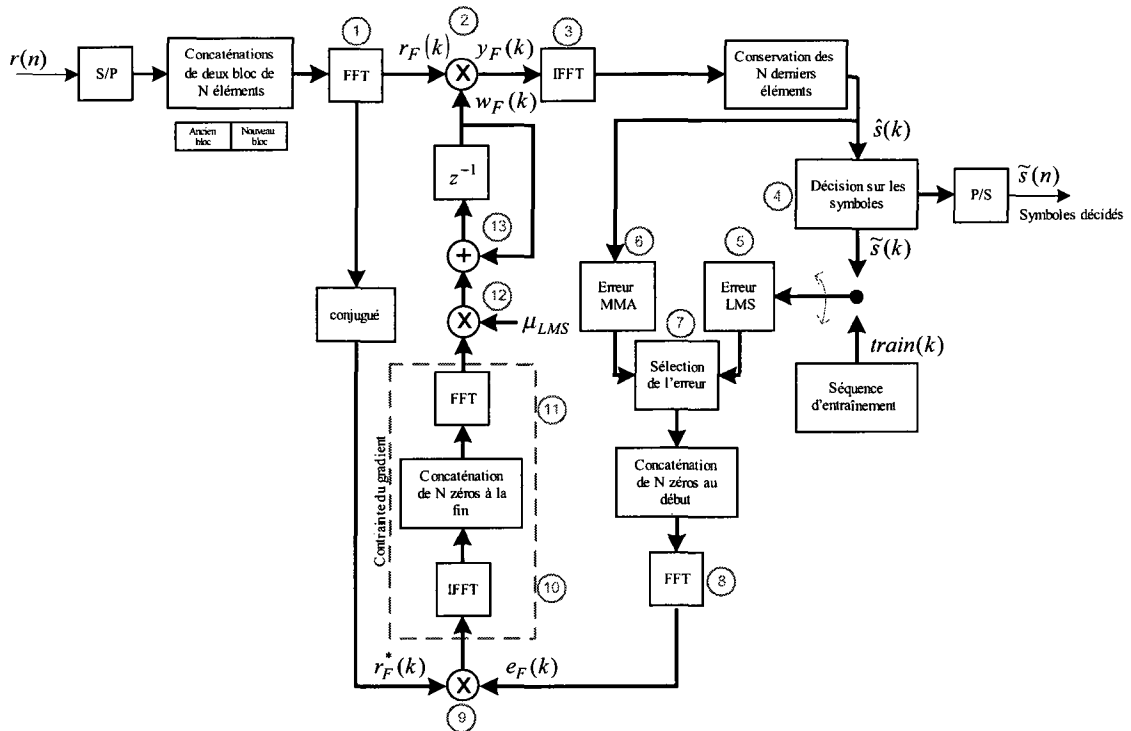 1
2
3
r(n)
S/P
Concaténations
de deux bloc de
N éléments
FFT
r_F(k)
X
y_F(k)
IFFT
Conservation des
N derniers
éléments
Ancien
bloc
Nouveau
bloc
w_F(k)
ŝ(k)
z⁻¹
4
Décision sur les
symboles
P/S
s̃(n)
Symboles décidés
13
+
6
5
s̃(k)
Erreur
MMA
Erreur
LMS
conjugué
12
X
μ_LMS
7
train(k)
Sélection
de l'erreur
Séquence
d'entraînement
Contrainte du gradient
FFT
11
Concaténation
de N zéros à la
fin
Concaténation
de N zéros au
début
IFFT
10
FFT
8
r_F^*(k)
X
e_F(k)
9